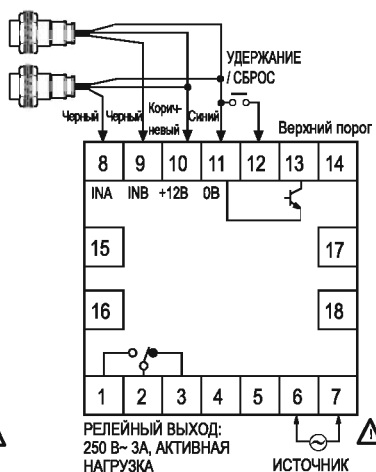 УДЕРЖАНИЕ
/ СБРОС
Черный Черный Корич-
невый Синий
Верхний порог
8 9 10 11 12 13 14
INA INB +12В 0В
15 17
16 18
1 2 3 4 5 6 7
РЕЛЕЙНЫЙ ВЫХОД:
250 В~ 3А, АКТИВНАЯ
НАГРУЗКА
ИСТОЧНИК